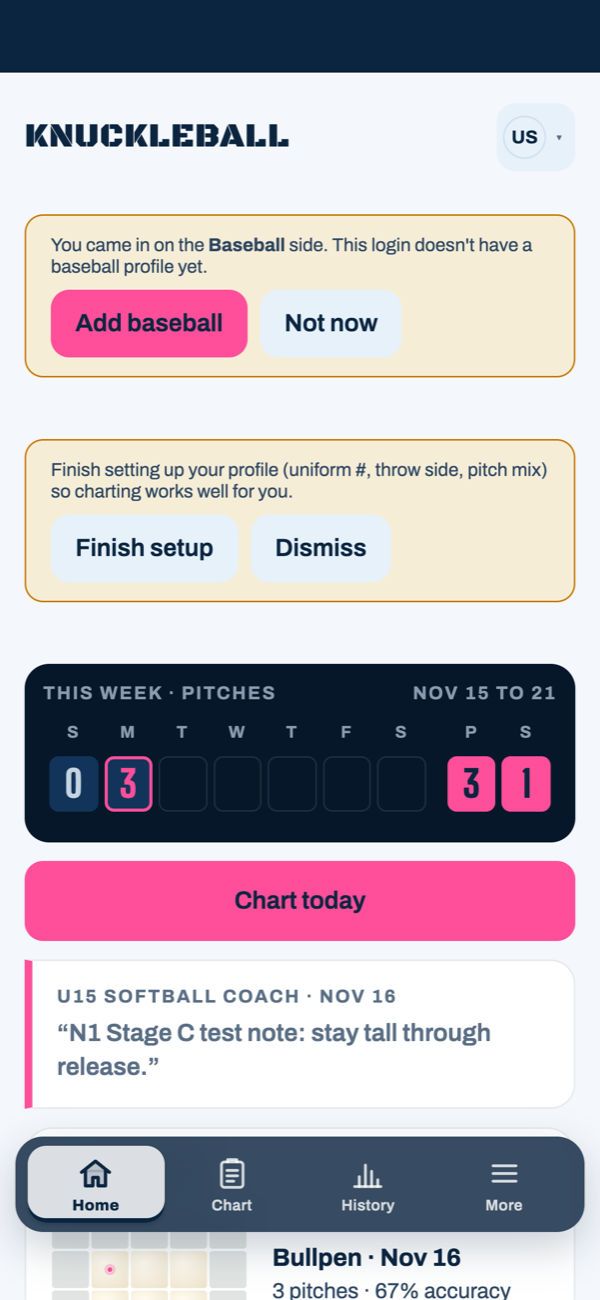 KNUCKLEBALL
US ▾
You came in on the Baseball side. This login doesn't have a
baseball profile yet.
Add baseball
Not now
Finish setting up your profile (uniform #, throw side, pitch mix)
so charting works well for you.
Finish setup
Dismiss
THIS WEEK · PITCHES
NOV 15 TO 21
S M T W T F S P S
0 3 3 1
Chart today
U15 SOFTBALL COACH · NOV 16
“N1 Stage C test note: stay tall through
release.”
Home
Chart
History
More
Bullpen · Nov 16
3 pitches · 67% accuracy